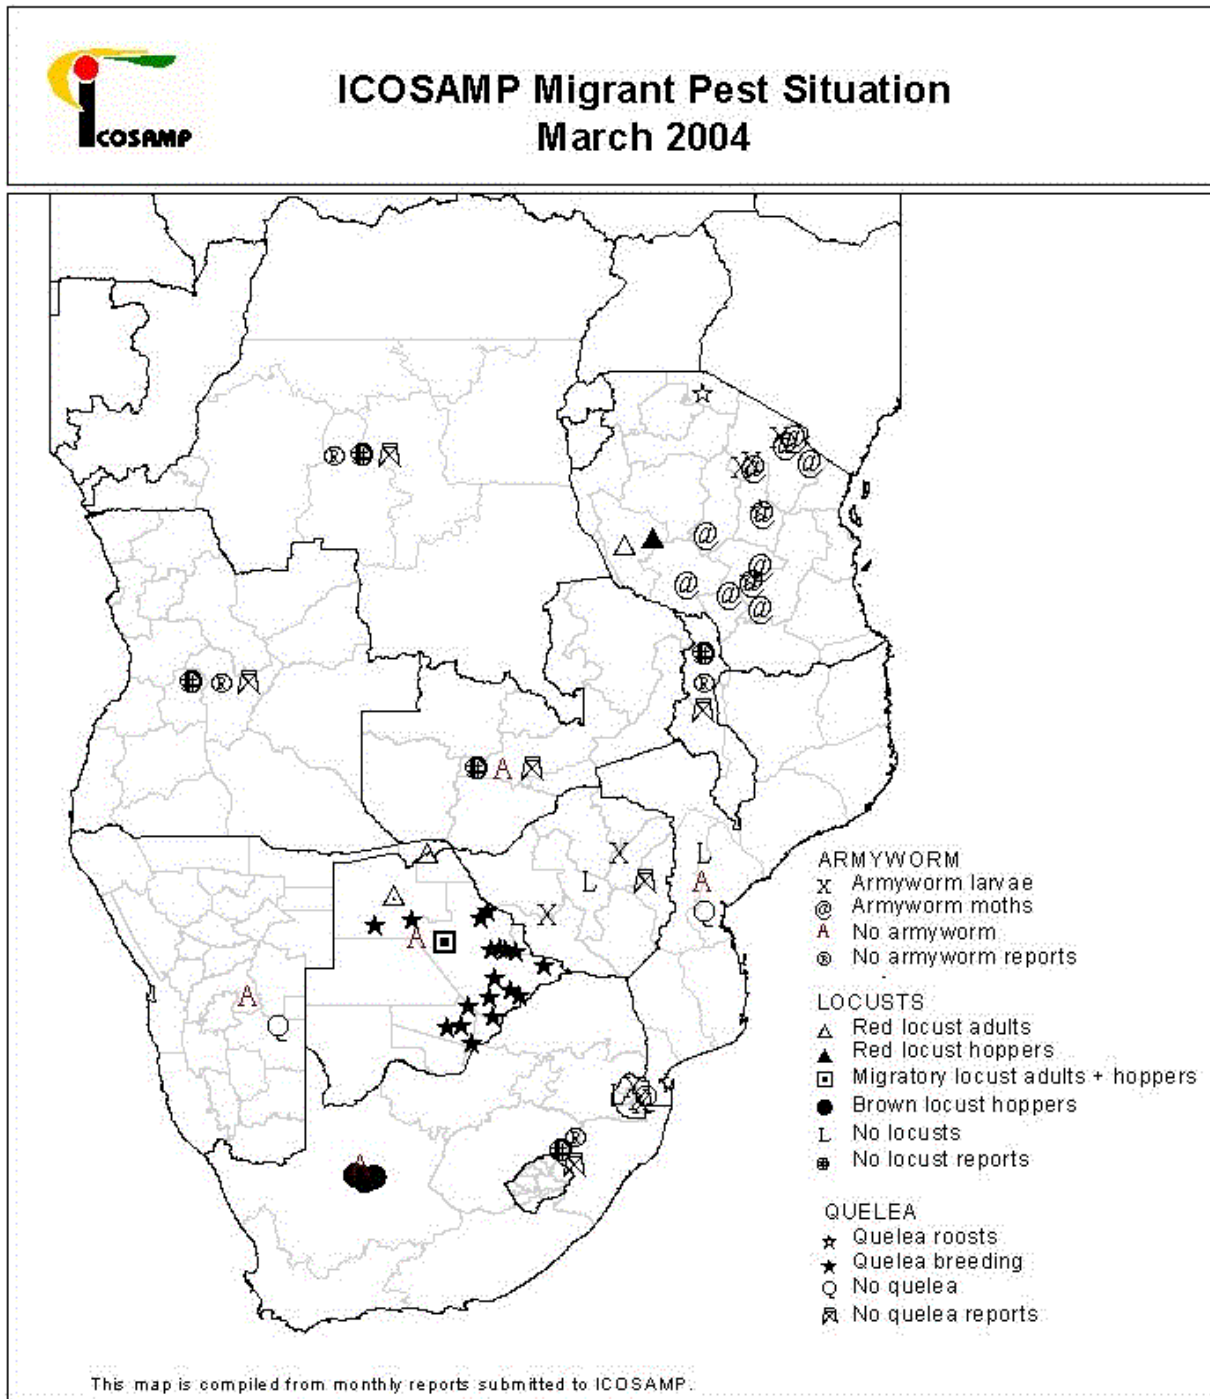 ICOSAMP
ICOSAMP Migrant Pest Situation
March 2004
ARMYWORM
X Armyworm larvae
@ Armyworm moths
A No armyworm
® No armyworm reports
LOCUSTS
Red locust adults
Red locust hoppers
Migratory locust adults + hoppers
Brown locust hoppers
L No locusts
No locust reports
QUELEA
Quelea roosts
Quelea breeding
Q No quelea
No quelea reports
This map is compiled from monthly reports submitted to ICOSAMP.